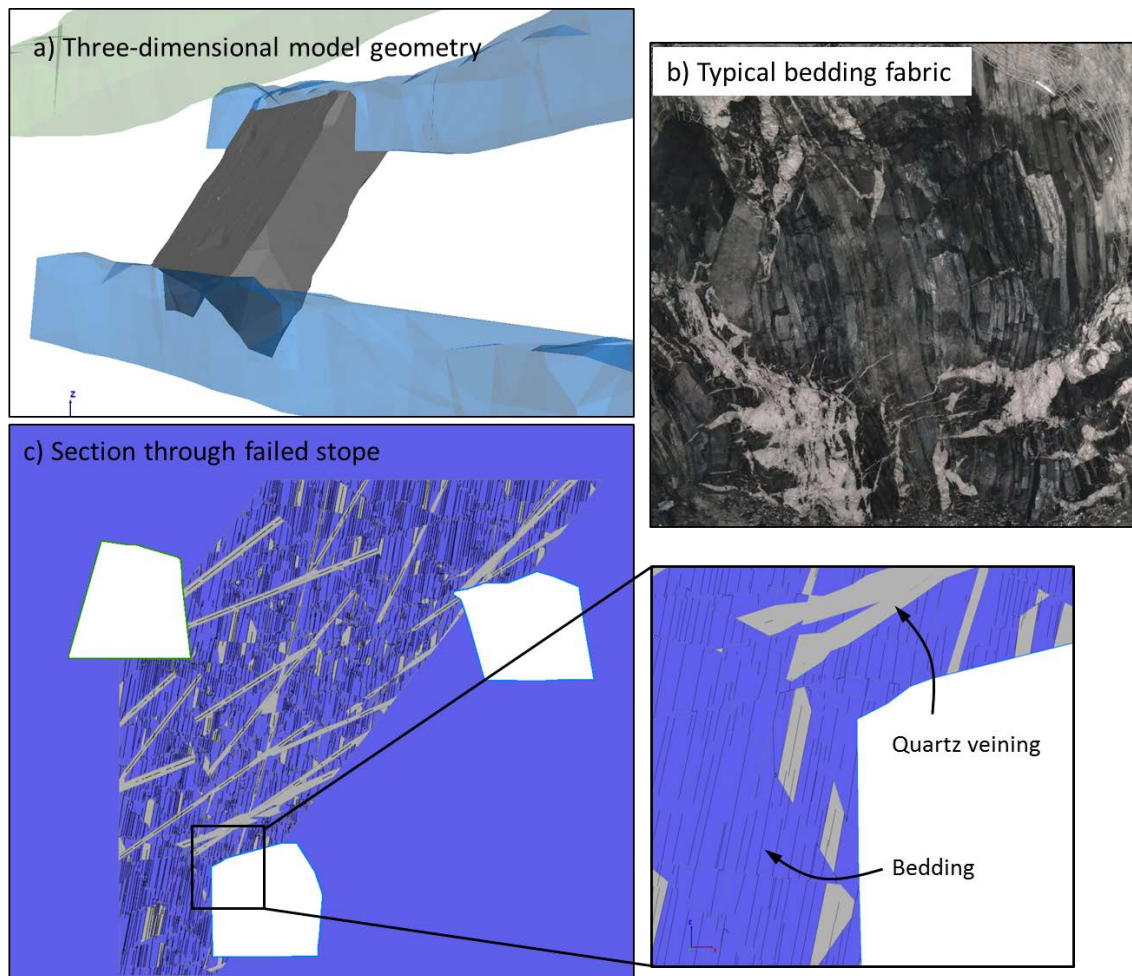 a) Three-dimensional model geometry
z
b) Typical bedding fabric
c) Section through failed stope
Quartz veining
Bedding